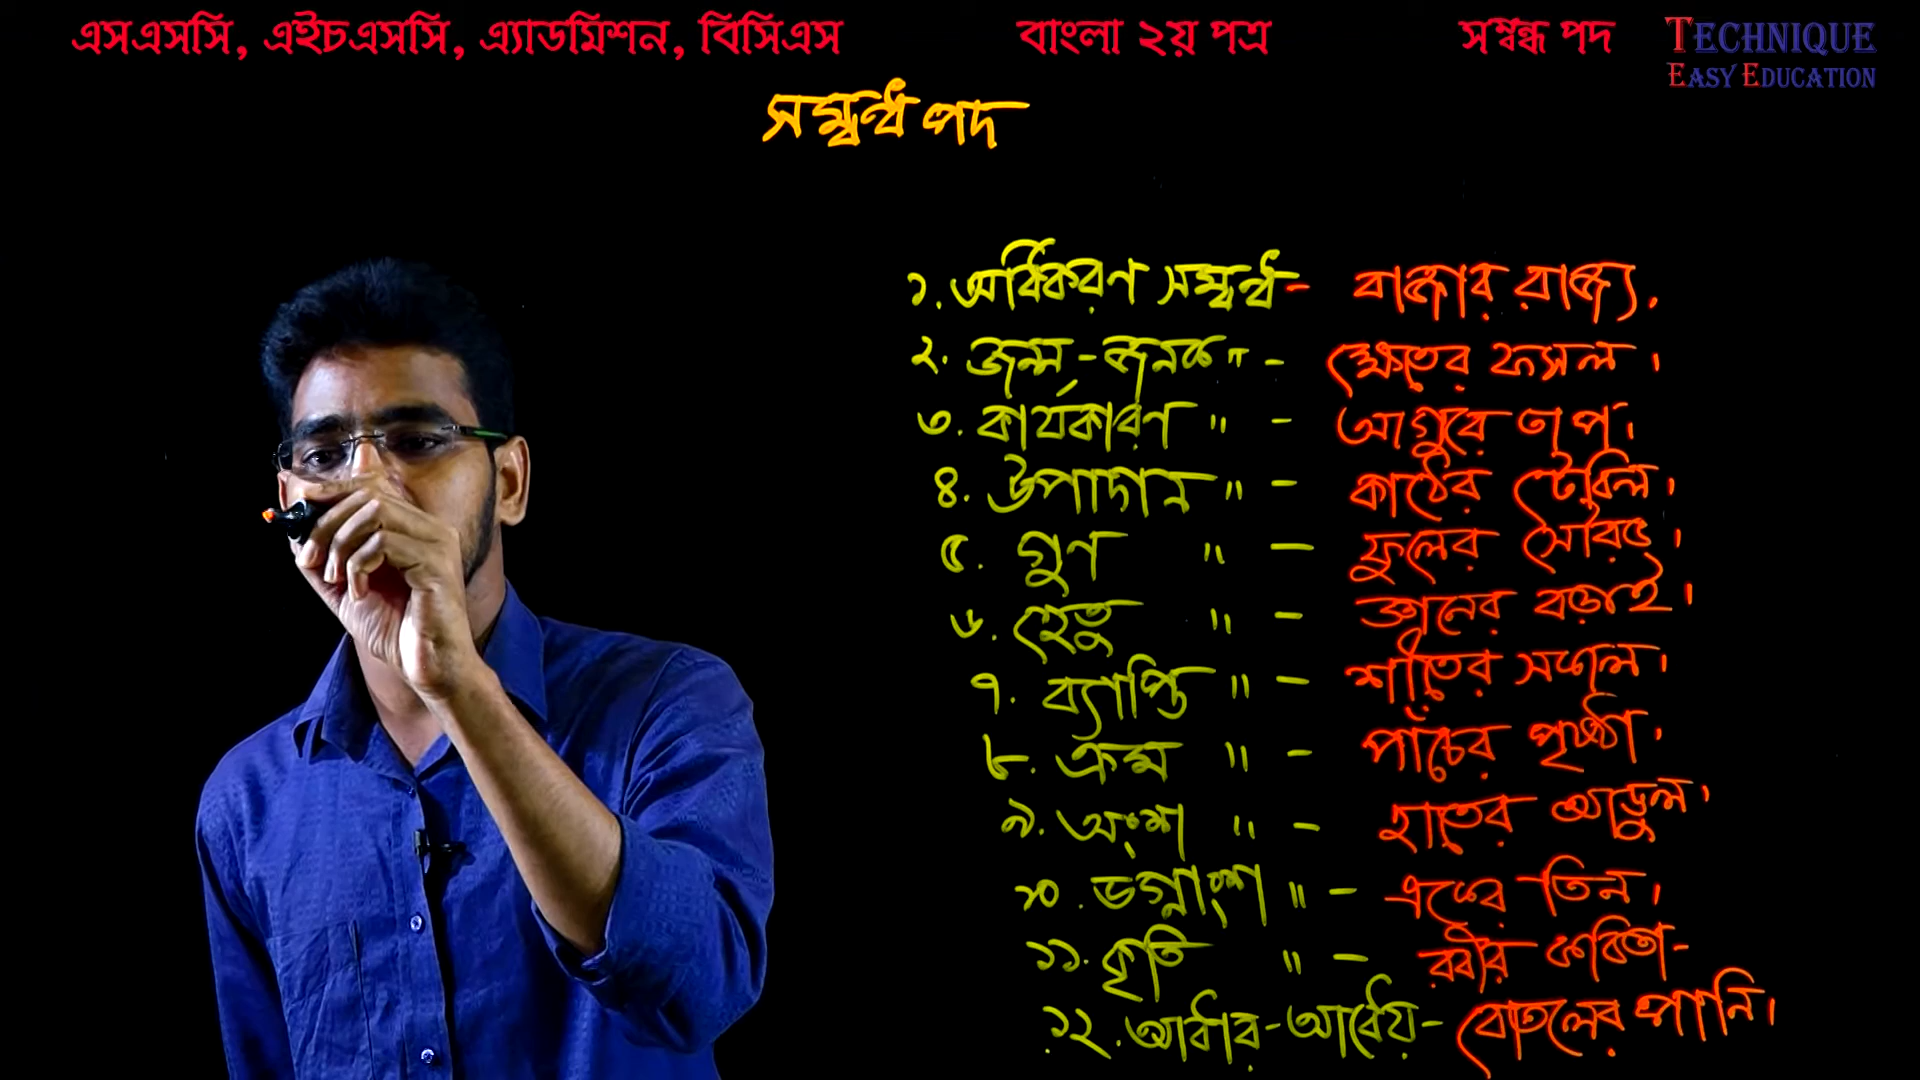 এসএসসি, এইচএসসি, এ্যাডমিশন, বিসিএস বাংলা ২য় পত্র সম্বন্ধ পদ TECHNIQUE
EASY EDUCATION
সম্বন্ধ পদ
১. অধিকরণ সম্বন্ধ - রাজার রাজ্য.
২. জন্ম - জনক " - ক্ষেতের ফসল।
৩. কার্যকারণ " - তাপ।
৪. উপাদান " - কাঠের টেবিল।
৫. গুণ " - ফুলের সৌরভ।
৬. হেতু " - জ্ঞানের বড়াই।
৭. ব্যাপ্তি " - শীতের সকাল।
৮. ক্রম " - পাঁচের পৃষ্ঠা.
৯. অংশ " - হাতের আঙুল।
১০. ভগ্নাংশ " - একের তিন।
১১. কৃতি " - রবীর কবিতা-
১২. আধার-আধেয়- বোতলের পানি।